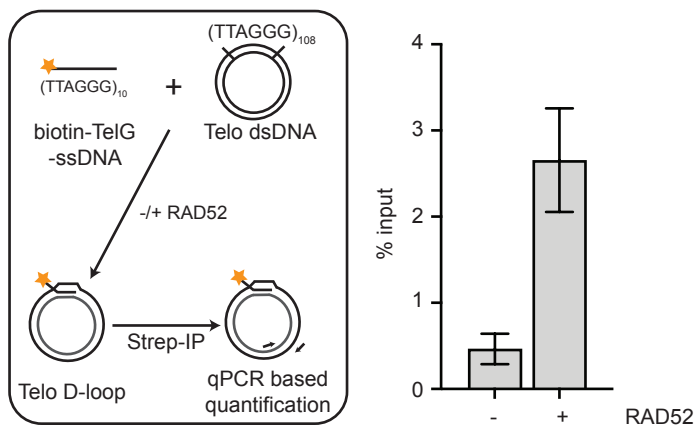 (TTAGGG)108
(TTAGGG)10
+
biotin-TelG
-ssDNA
Telo dsDNA
-/+ RAD52
Strep-IP
Telo D-loop
qPCR based
quantification
4
3
2
1
0
% input
- + RAD52